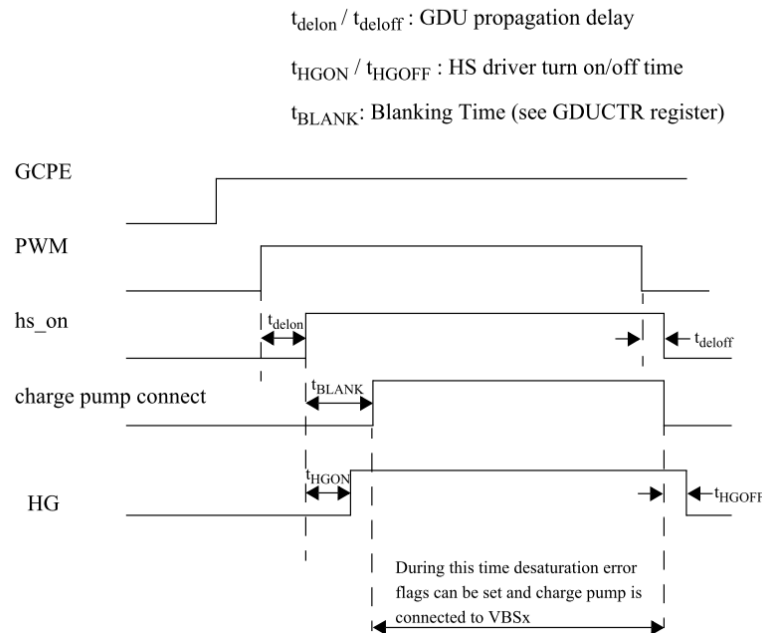 tdelon / tdeloff : GDU propagation delay
tHGON / tHGOFF : HS driver turn on/off time
tBLANK: Blanking Time (see GDUCTR register)
GCPE
PWM
hs_on
tdelon
tdeloff
tBLANK
charge pump connect
tHGON
HG
tHGOFF
During this time desaturation error
flags can be set and charge pump is
connected to VBSx